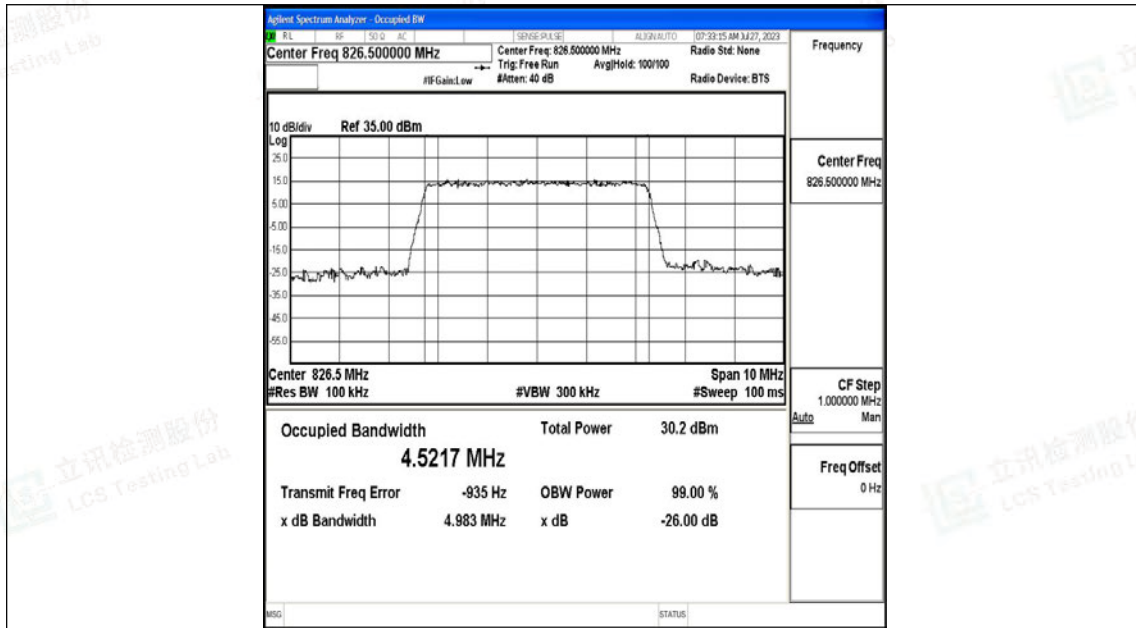 Agilent Spectrum Analyzer - Occupied BW
RL RF 50 Ω AC SENSE:PULSE ALIGNAUTO 07:33:15 AM Jul 27, 2023
Center Freq 826.500000 MHz
Center Freq: 826.500000 MHz
Radio Std: None
Trig: Free Run Avg|Hold: 100/100
#IFGain:Low #Atten: 40 dB Radio Device: BTS
10 dB/div Ref 35.00 dBm
Log
25.0
15.0
5.00
-5.00
-15.0
-25.0
-35.0
-45.0
-55.0
Center 826.5 MHz Span 10 MHz
#Res BW 100 kHz #VBW 300 kHz #Sweep 100 ms
Occupied Bandwidth Total Power 30.2 dBm
4.5217 MHz
Transmit Freq Error -935 Hz OBW Power 99.00 %
x dB Bandwidth 4.983 MHz x dB -26.00 dB
MSG STATUS
Frequency
Center Freq
826.500000 MHz
CF Step
1.000000 MHz
Auto Man
Freq Offset
0 Hz
立讯检测股份
LCS Testing Lab
立讯检测股份
LCS Testing L